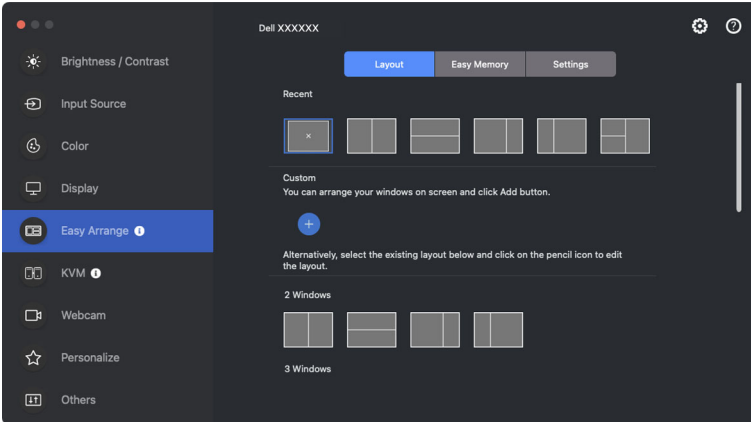 Dell XXXXXX
Brightness / Contrast
Input Source
Color
Display
Easy Arrange
KVM
Webcam
Personalize
Others
Layout
Easy Memory
Settings
Recent
Custom
You can arrange your windows on screen and click Add button.
Alternatively, select the existing layout below and click on the pencil icon to edit
the layout.
2 Windows
3 Windows